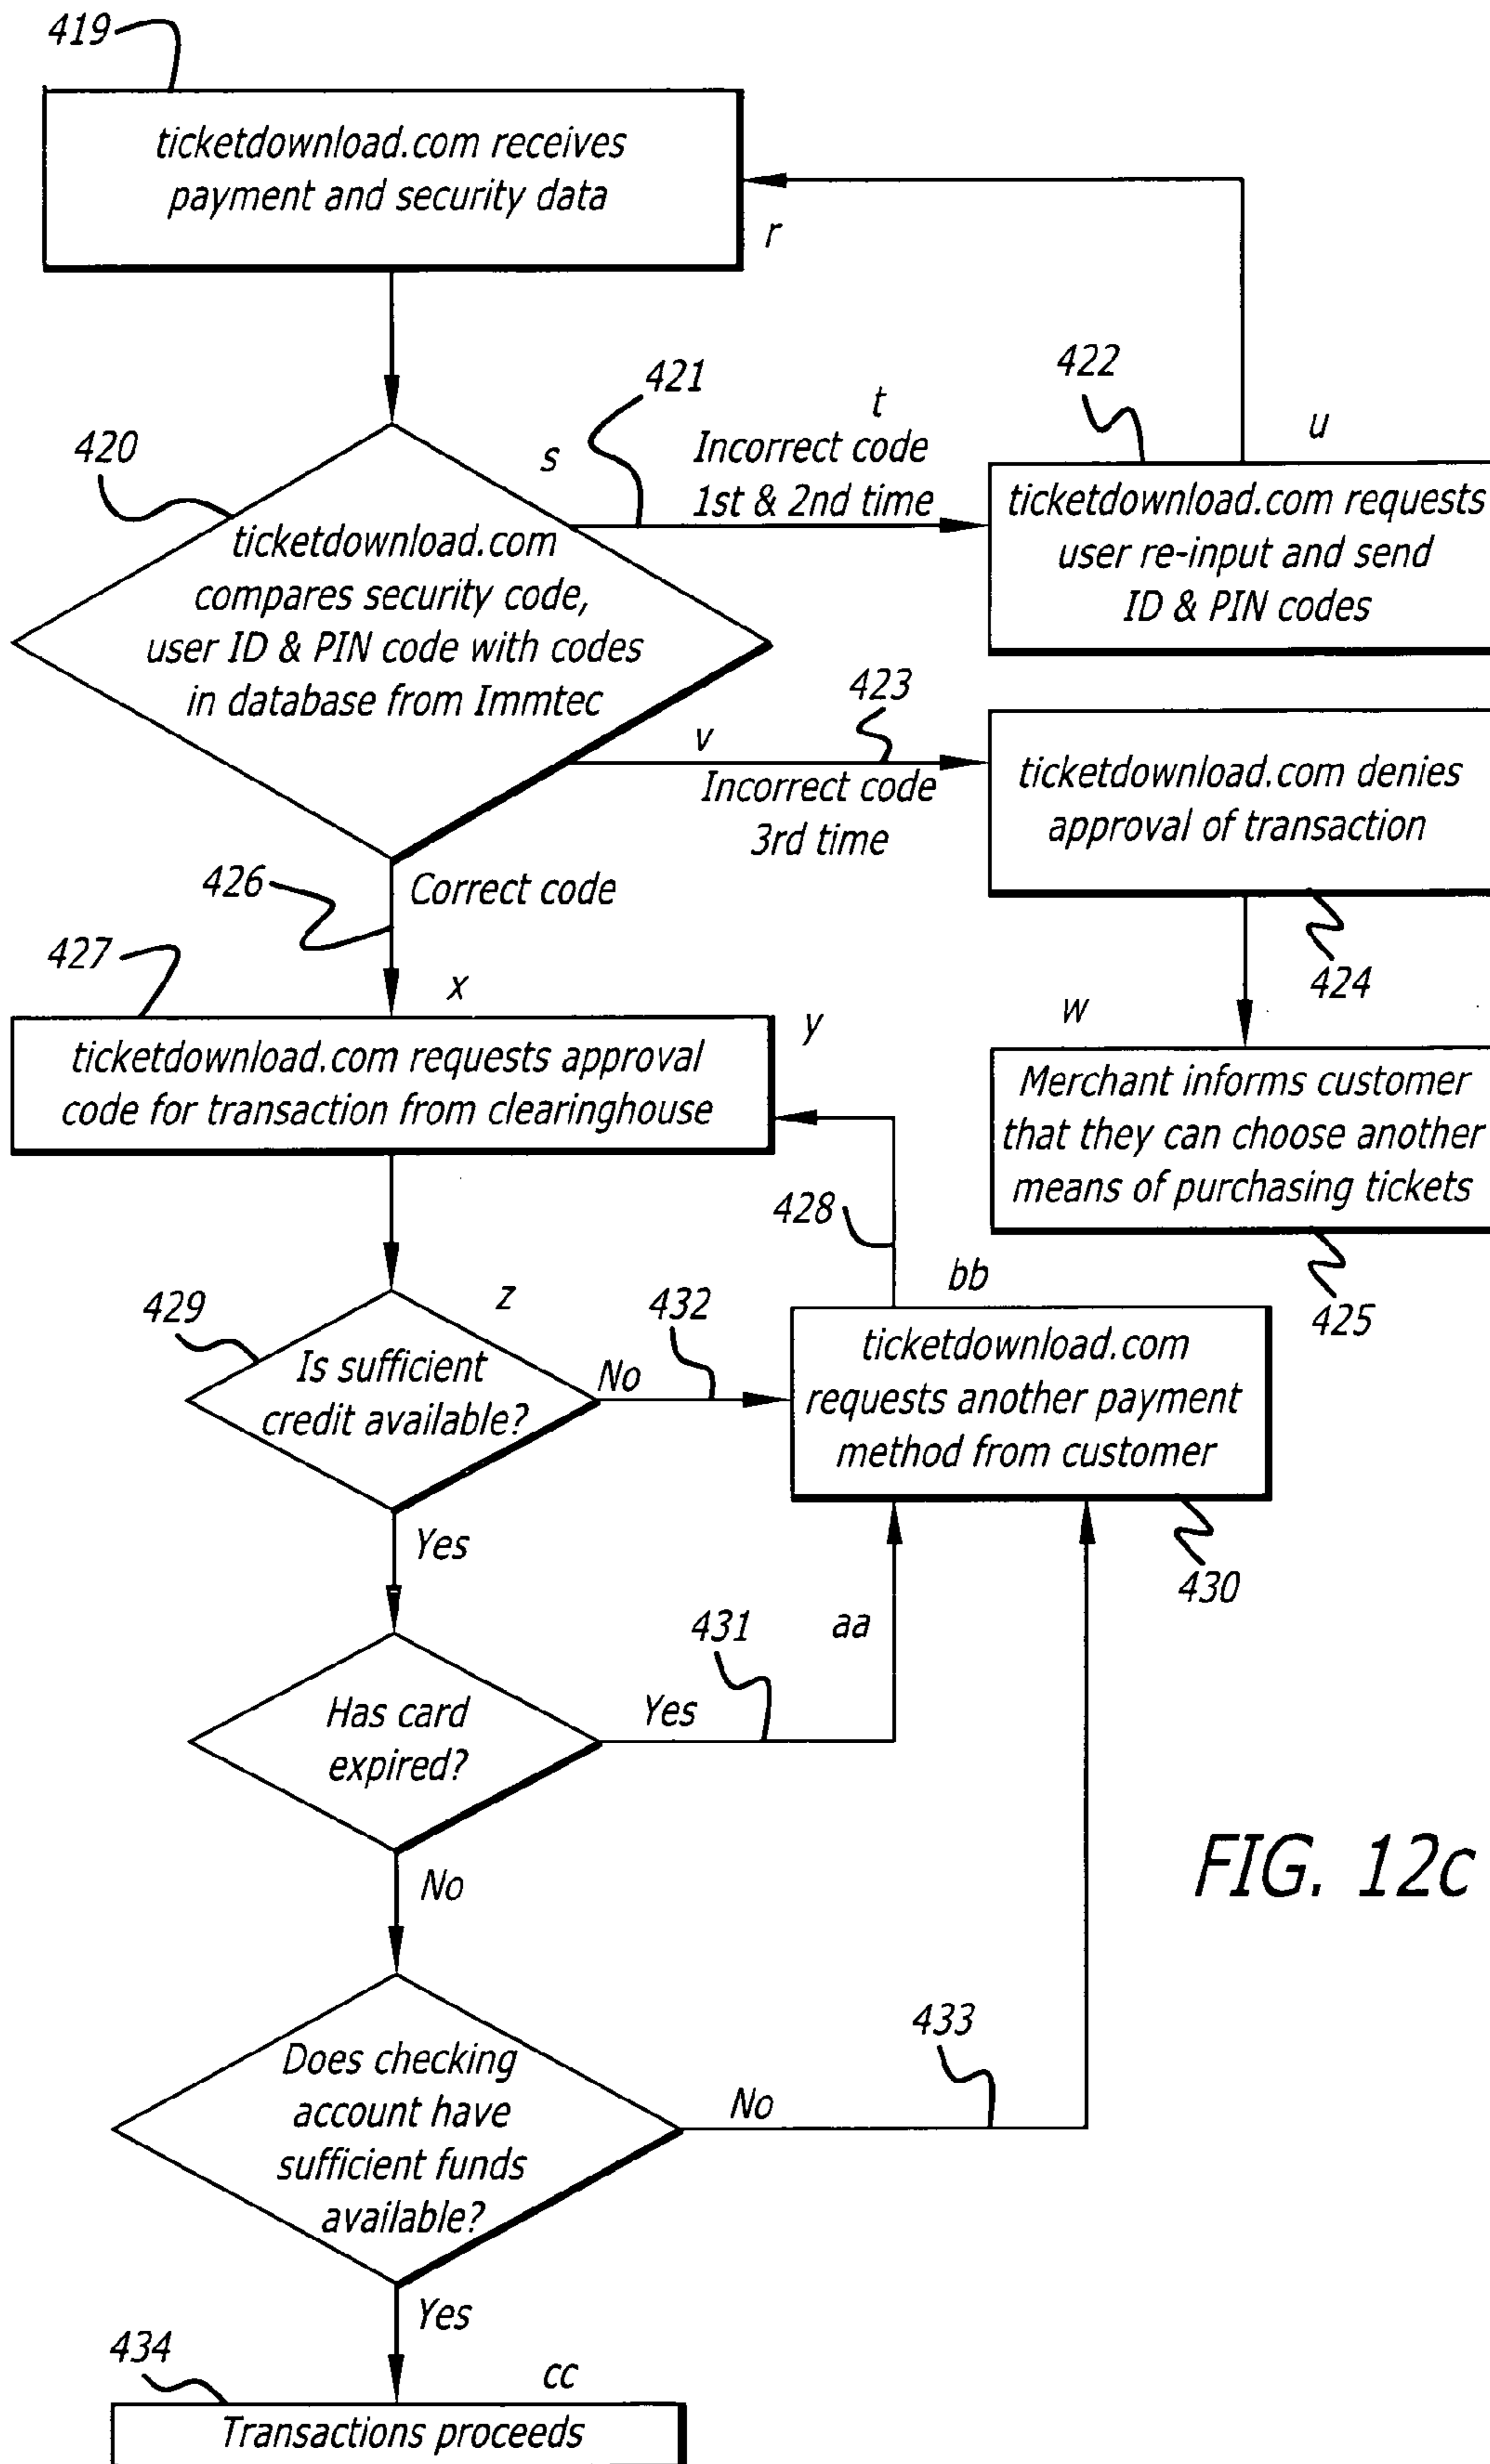 419
ticketdownload.com receives
payment and security data
r
421
t
422
u
420
s
Incorrect code
1st & 2nd time
ticketdownload.com requests
user re-input and send
ID & PIN codes
ticketdownload.com
compares security code,
user ID & PIN code with codes
in database from Immtec
423
v
Incorrect code
3rd time
ticketdownload.com denies
approval of transaction
424
426
Correct code
427
x
y
w
ticketdownload.com requests approval
code for transaction from clearinghouse
Merchant informs customer
that they can choose another
means of purchasing tickets
425
428
bb
429
z
432
Is sufficient
credit available?
No
ticketdownload.com
requests another payment
method from customer
430
Yes
431
aa
Has card
expired?
Yes
No
FIG. 12c
433
Does checking
account have
sufficient funds
available?
No
Yes
434
cc
Transactions proceeds